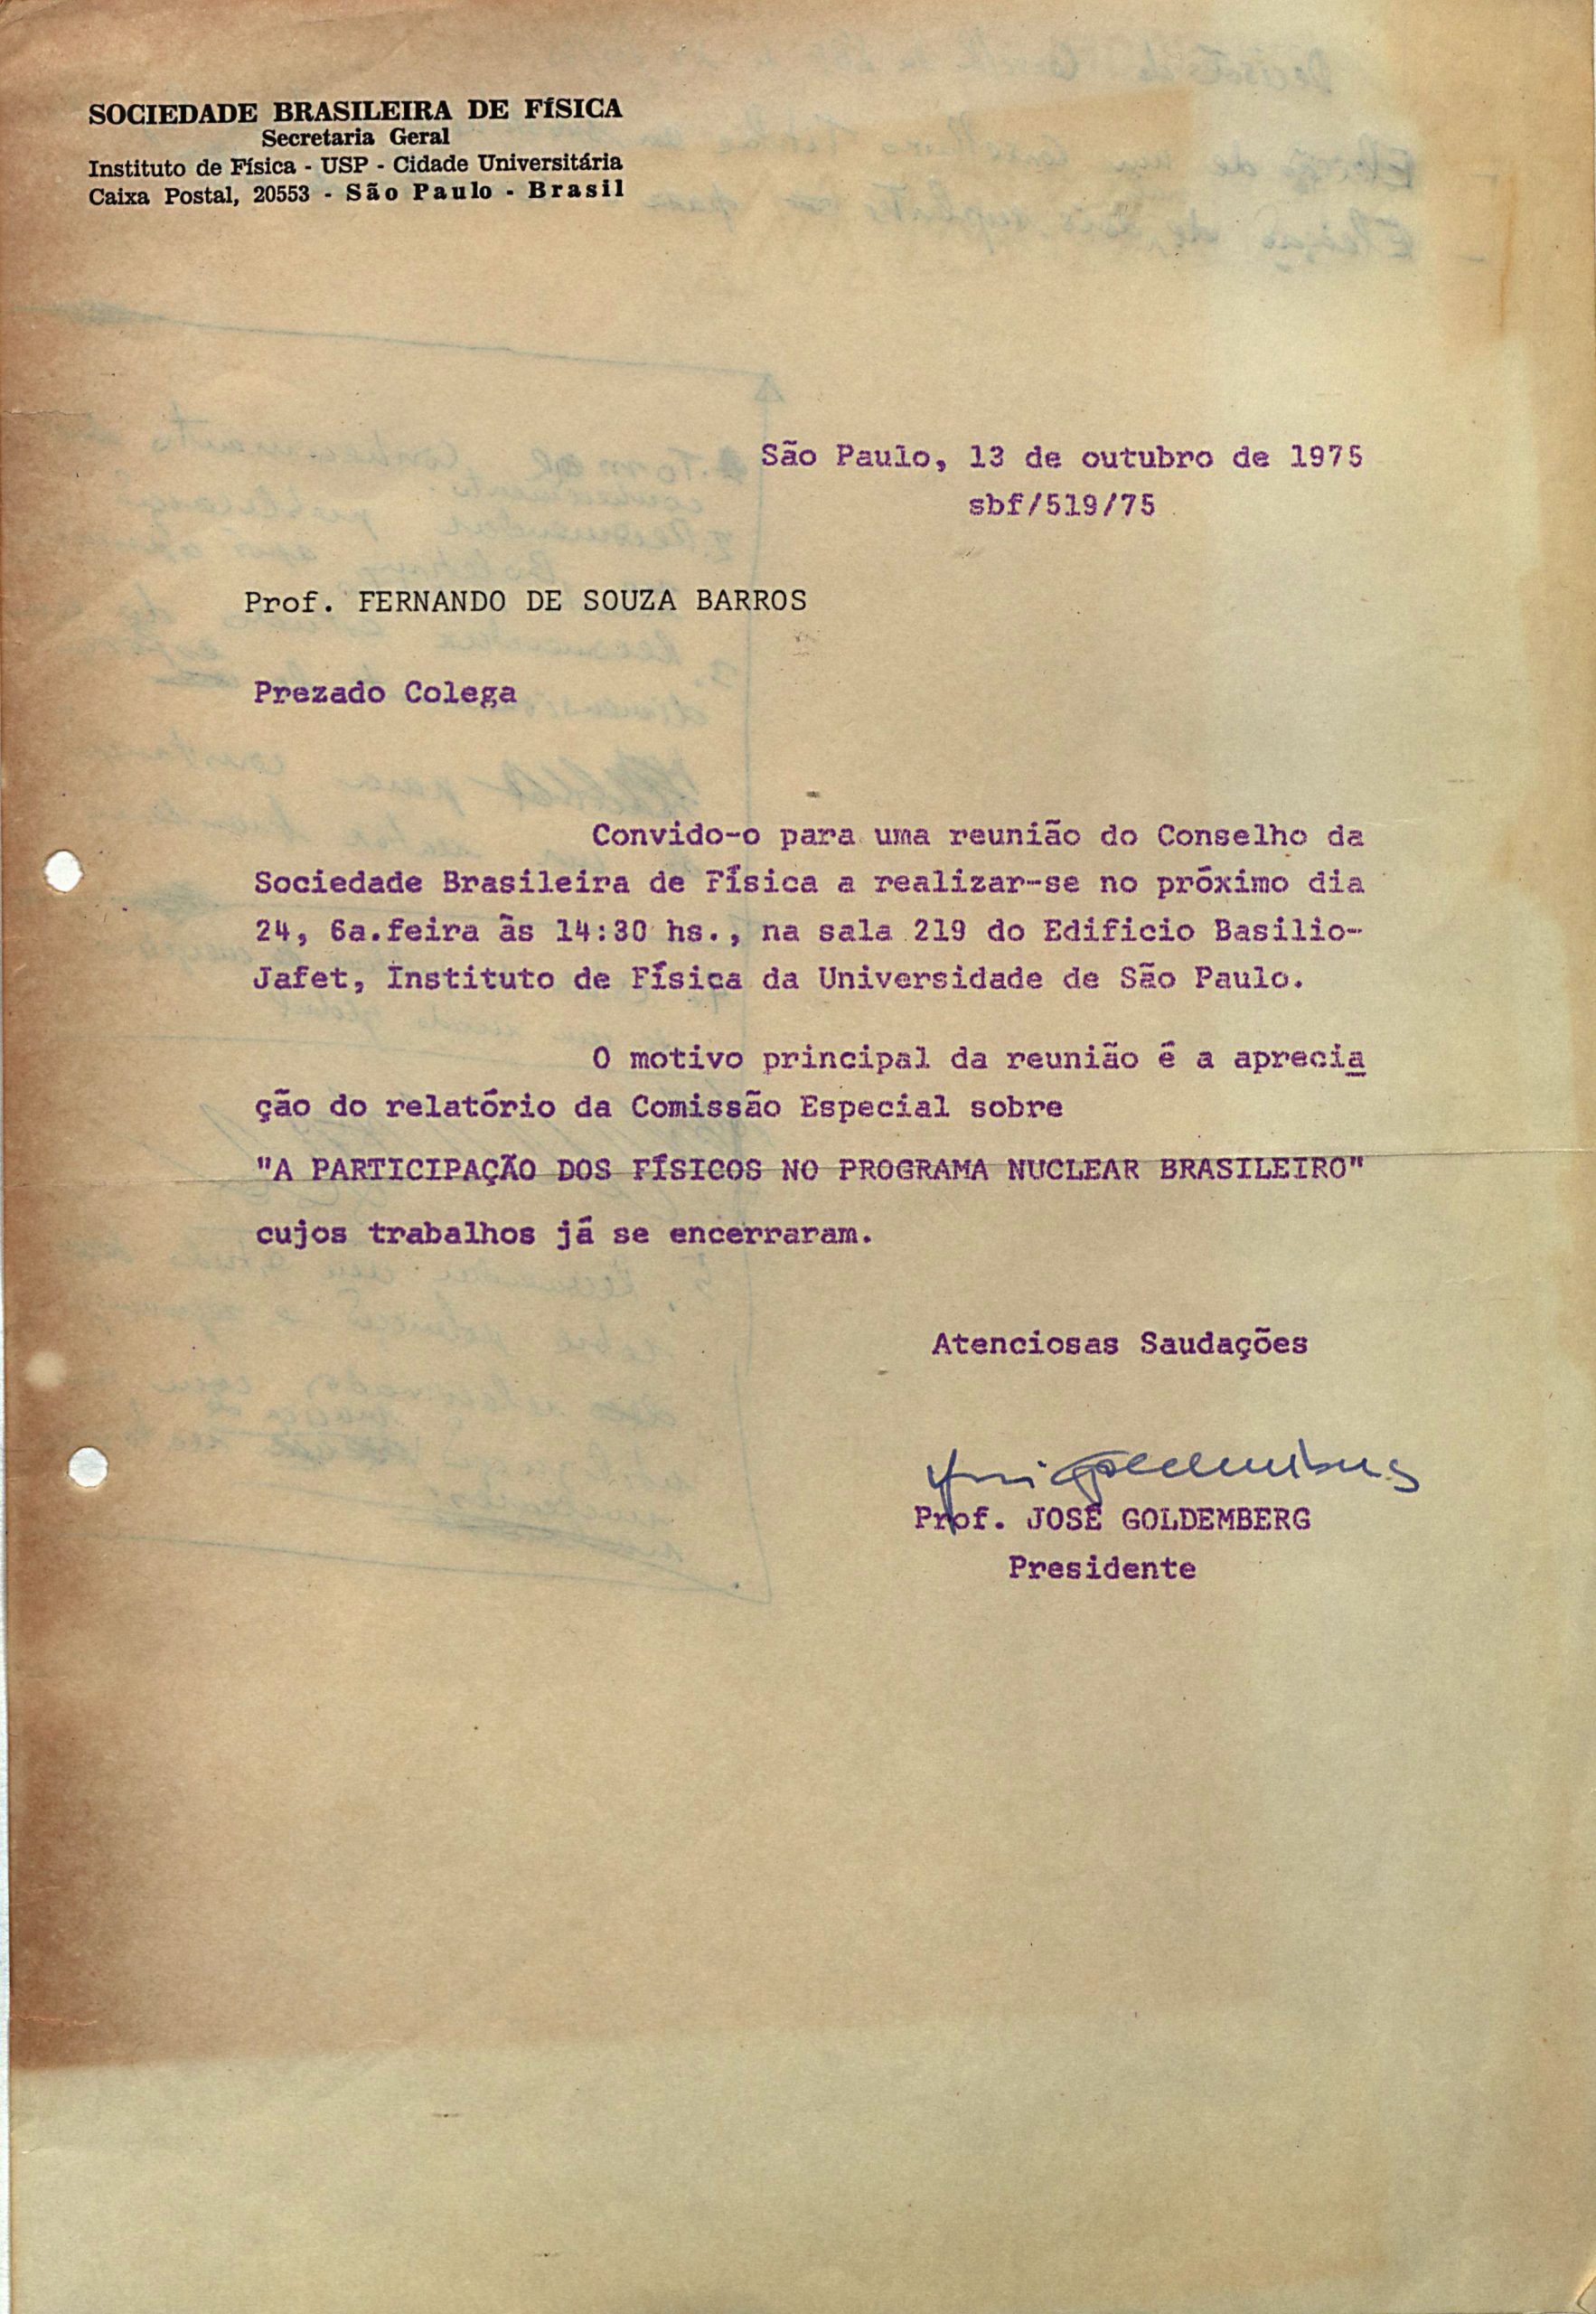 SOCIEDADE BRASILEIRA DE FÍSICA
Secretaria Geral
Instituto de Física - USP - Cidade Universitária
Caixa Postal, 20553 - São Paulo - Brasil
São Paulo, 13 de outubro de 1975
sbf/519/75
Prof. FERNANDO DE SOUZA BARROS
Prezado Colega
Convido-o para uma reunião do Conselho da
Sociedade Brasileira de Física a realizar-se no próximo dia
24, 6a.feira às 14:30 hs., na sala 219 do Edificio Basilio-
Jafet, Instituto de Física da Universidade de São Paulo.
O motivo principal da reunião é a aprecia
ção do relatório da Comissão Especial sobre
"A PARTICIPAÇÃO DOS FÍSICOS NO PROGRAMA NUCLEAR BRASILEIRO"
cujos trabalhos já se encerraram.
Atenciosas Saudações
Prof. JOSÉ GOLDEMBERG
Presidente